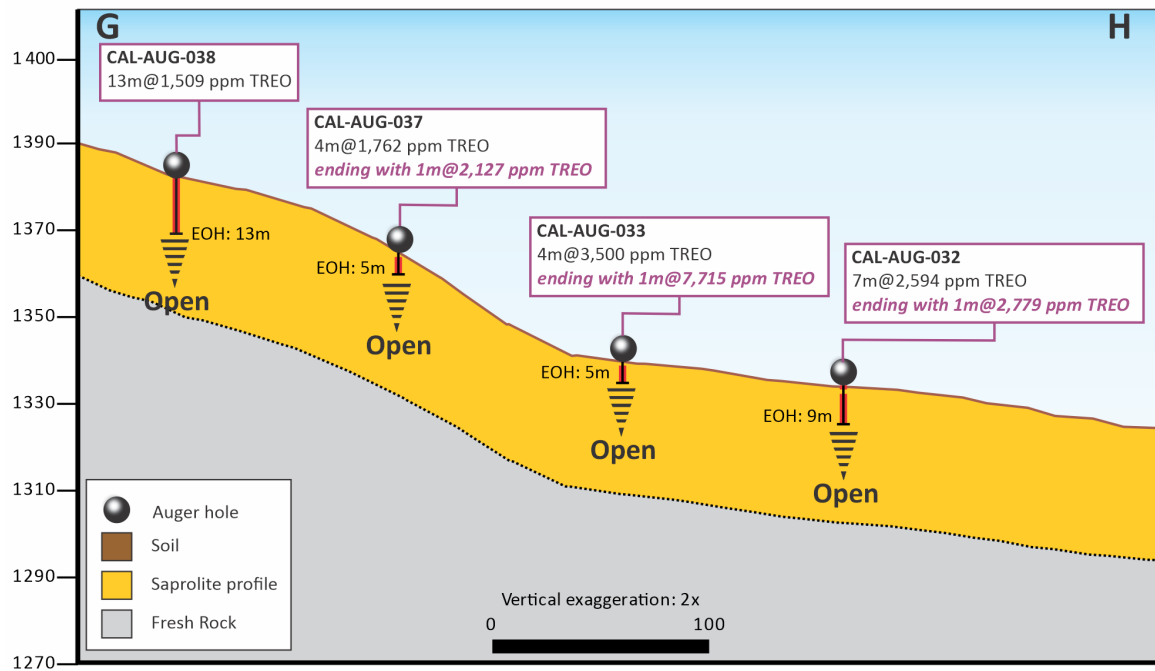 G
H
1 400
1390
1370
1350
1330
1310
1290
1270
CAL-AUG-038
13m@1,509 ppm TREO
CAL-AUG-037
4m@1,762 ppm TREO
ending with 1m@2,127 ppm TREO
CAL-AUG-033
4m@3,500 ppm TREO
ending with 1m@7,715 ppm TREO
CAL-AUG-032
7m@2,594 ppm TREO
ending with 1m@2,779 ppm TREO
EOH: 13m
Open
EOH: 5m
Open
EOH: 5m
Open
EOH: 9m
Open
Auger hole
Soil
Saprolite profile
Fresh Rock
Vertical exaggeration: 2x
0 100